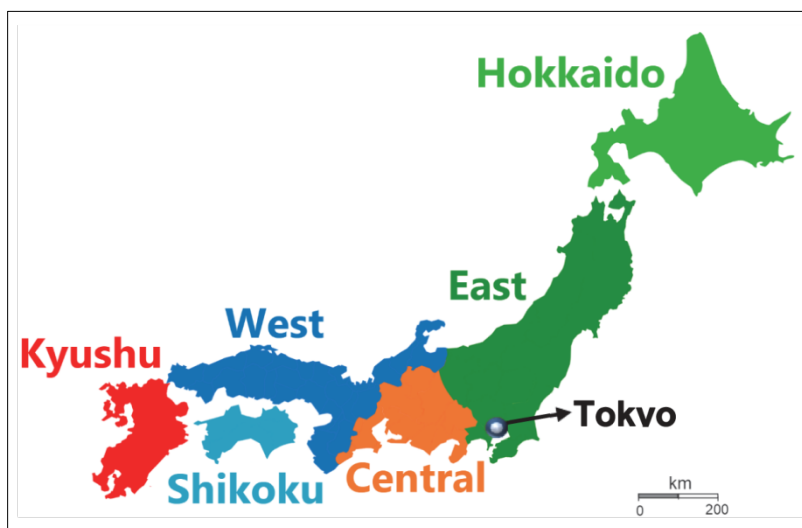 Hokkaido
East
West
Kyushu
Tokvo
Shikoku
Central
km
0 200